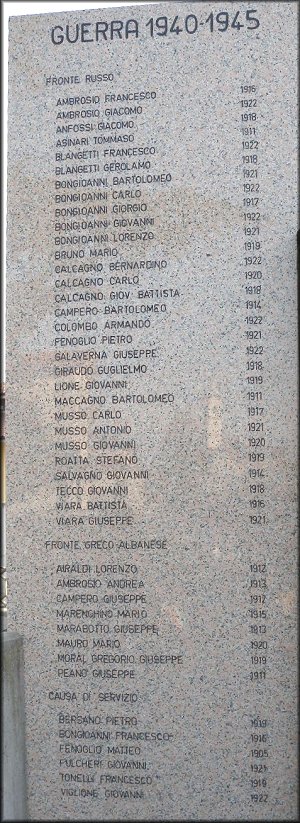 GUERRA 1940-1945
FRONTE RUSSO
AMBROSIO FRANCESCO 1916
AMBROSIO GIACOMO 1922
ANFOSSI GIACOMO 1918
ASINARI TOMMASO 1911
BLANGETTI FRANCESCO 1922
BLANGETTI GEROLAMO 1918
BONGIOANNI BARTOLOMEO 1921
BONGIOANNI CARLO 1922
BONGIOANNI GIORGIO 1917
BONGIOANNI GIOVANNI 1922
BONGIOANNI LORENZO 1921
BRUNO MARIO 1919
CALCAGNO BERNARDINO 1922
CALCAGNO CARLO 1920
CALCAGNO GIOV. BATTISTA 1918
CAMPERO BARTOLOMEO 1914
COLOMBO ARMANDO 1922
FENOGLIO PIETRO 1921
GALAVERNA GIUSEPPE 1922
GIRAUDO GUGLIELMO 1918
LIONE GIOVANNI 1919
MACCAGNO BARTOLOMEO 1911
MUSSO CARLO 1917
MUSSO ANTONIO 1921
MUSSO GIOVANNI 1920
ROATTA STEFANO 1919
SALVAGNO GIOVANNI 1914
TECCO GIOVANNI 1918
VIARA BATTISTA 1916
VIARA GIUSEPPE 1921
FRONTE GRECO ALBANESE
AIRALDI LORENZO 1912
AMBROSIO ANDREA 1913
CAMPERO GIUSEPPE 1912
MARENCHINO MARIO 1915
MARABOTTO GIUSEPPE 1913
MAURO MARIO 1920
MORAL GREGORIO GIUSEPPE 1919
PEANO GIUSEPPE 1911
CAUSA DI SERVIZIO
BERSANO PIETRO 1919
BONGIOANNI FRANCESCO 1916
FENOGLIO MATTEO 1905
FULCHERI GIOVANNI 1921
TONELLI FRANCESCO 1919
VIGLIONE GIOVANNI 1922